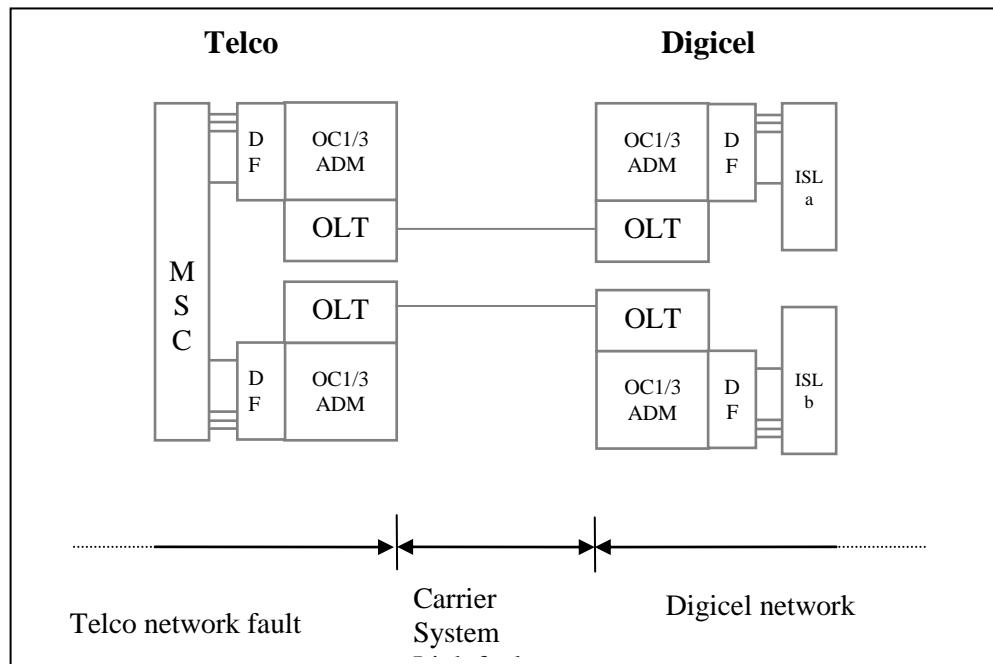 Telco
Digicel
M
S
C
D
F
OC1/3
ADM
OLT
OLT
D
F
OC1/3
ADM
OC1/3
ADM
D
F
OLT
ISL
a
OLT
OC1/3
ADM
D
F
ISL
b
Telco network fault
Carrier
System
Digicel network